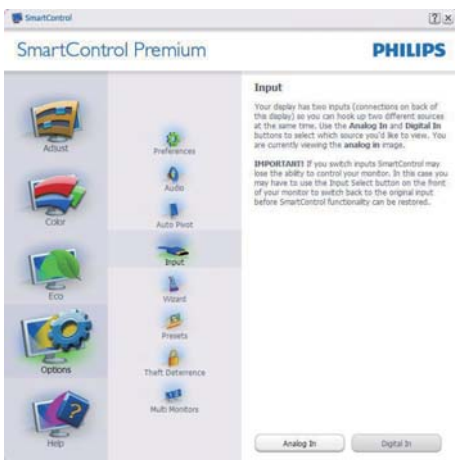 SmartControl
SmartControl Premium
PHILIPS
Adjust
Color
Eco
Options
Help
Preferences
Audio
Auto Pivot
Input
Wizard
Presets
Theft Deterrence
Multi Monitors
Input
Your display has two inputs (connections on back of
this display) so you can hook up two different sources
at the same time. Use the Analog In and Digital In
buttons to select which source you'd like to view. You
are currently viewing the analog in image.
IMPORTANT! If you switch inputs SmartControl may
lose the ability to control your monitor. In this case you
may have to use the Input Select button on the front
of your monitor to switch back to the original input
before SmartControl functionality can be restored.
Analog In
Digital In